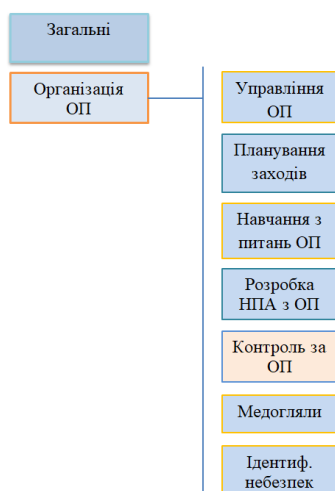 Загальні
Організація
ОП
Управління
ОП
Планування
заходів
Навчання з
питань ОП
Розробка
НПА з ОП
Контроль за
ОП
Медогляли
Ідентиф.
небезпек